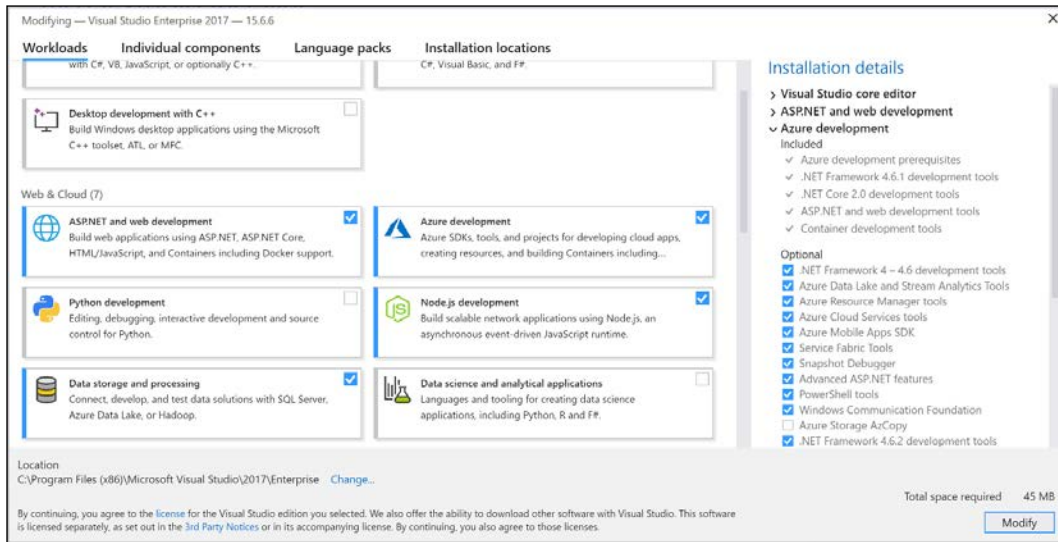 Modifying — Visual Studio Enterprise 2017 — 15.6.6
Workloads Individual components Language packs Installation locations
with C#, VB, JavaScript, or optionally C++.
C#, Visual Basic, and F#.
Desktop development with C++
Build Windows desktop applications using the Microsoft
C++ toolset, ATL, or MFC.
Web & Cloud (7)
ASP.NET and web development
Build web applications using ASP.NET, ASP.NET Core,
HTML/JavaScript, and Containers including Docker support.
Azure development
Azure SDKs, tools, and projects for developing cloud apps,
creating resources, and building Containers including...
Python development
Editing, debugging, interactive development and source
control for Python.
Node.js development
Build scalable network applications using Node.js, an
asynchronous event-driven JavaScript runtime.
Data storage and processing
Connect, develop, and test data solutions with SQL Server,
Azure Data Lake, or Hadoop.
Data science and analytical applications
Languages and tooling for creating data science
applications, including Python, R and F#.
Installation details
Visual Studio core editor
ASP.NET and web development
Azure development
Included
Azure development prerequisites
.NET Framework 4.6.1 development tools
.NET Core 2.0 development tools
ASP.NET and web development tools
Container development tools
Optional
.NET Framework 4 – 4.6 development tools
Azure Data Lake and Stream Analytics Tools
Azure Resource Manager tools
Azure Cloud Services tools
Azure Mobile Apps SDK
Service Fabric Tools
Snapshot Debugger
Advanced ASP.NET features
PowerShell tools
Windows Communication Foundation
Azure Storage AzCopy
.NET Framework 4.6.2 development tools
Location
C:\Program Files (x86)\Microsoft Visual Studio\2017\Enterprise Change...
Total space required 45 MB
By continuing, you agree to the license for the Visual Studio edition you selected. We also offer the ability to download other software with Visual Studio. This software
is licensed separately, as set out in the 3rd Party Notices or in its accompanying license. By continuing, you also agree to those licenses.
Modify